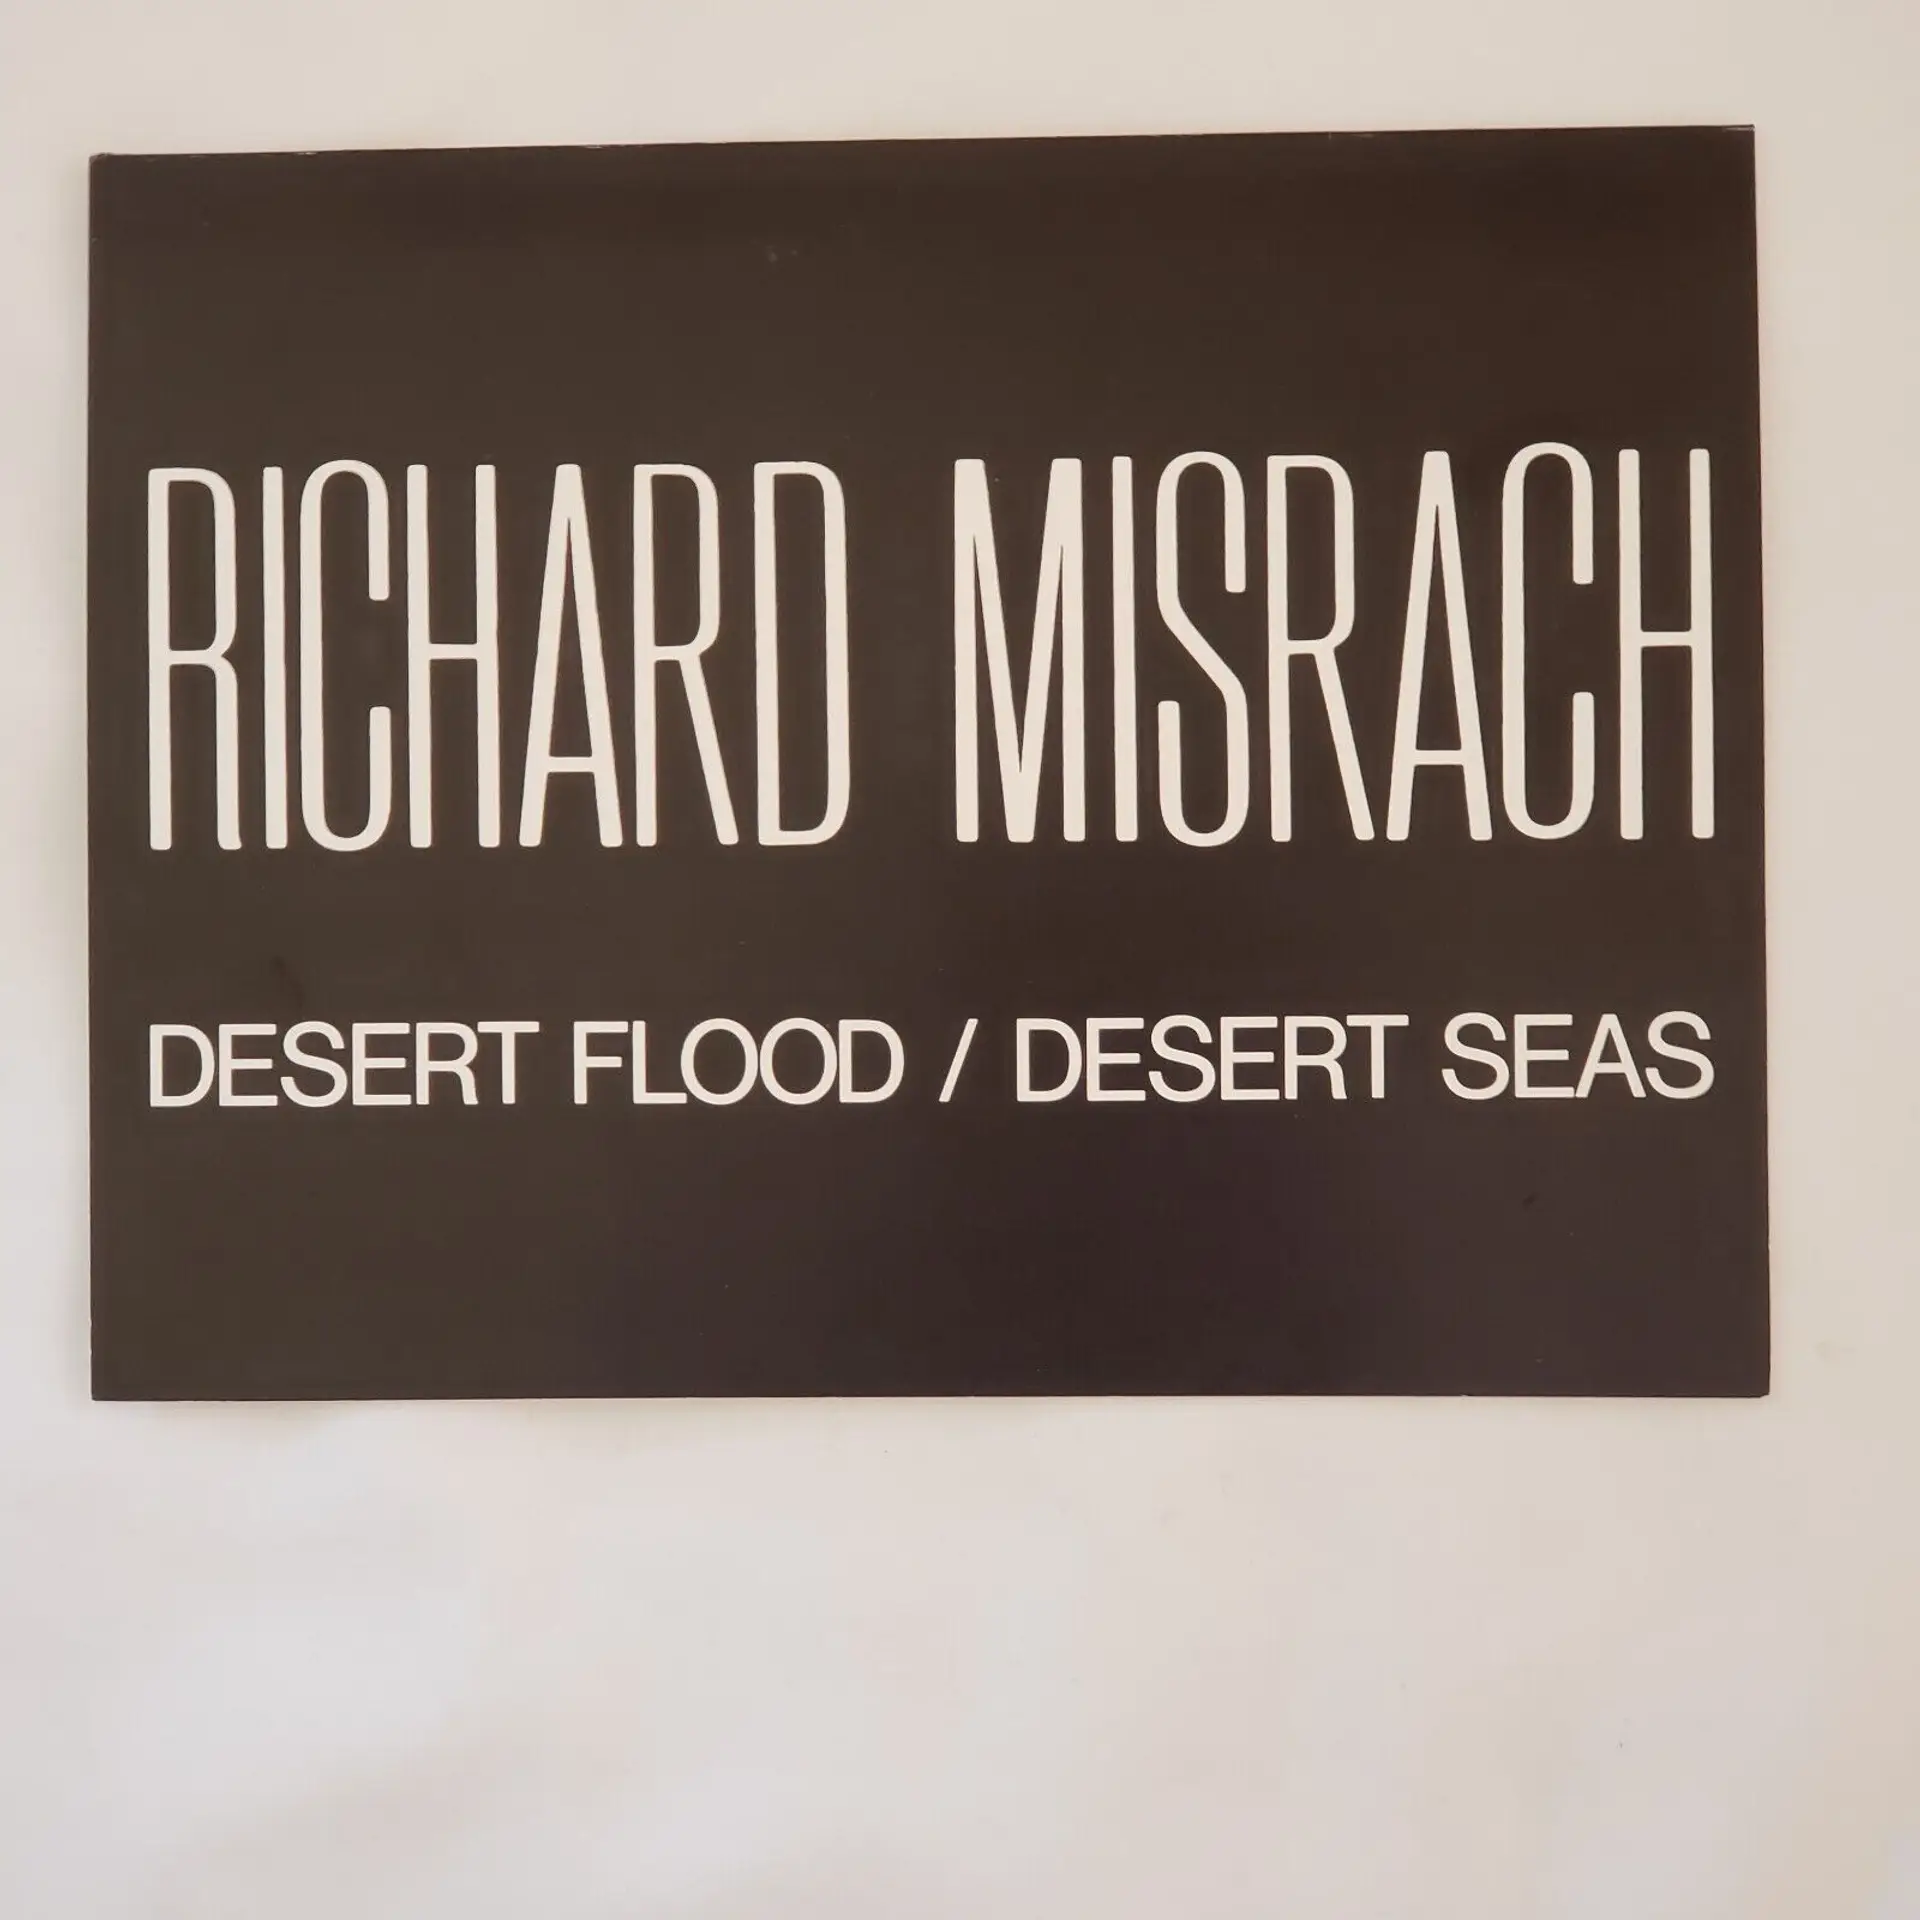 RICHARD MISRACH
DESERT FLOOD / DESERT SEAS